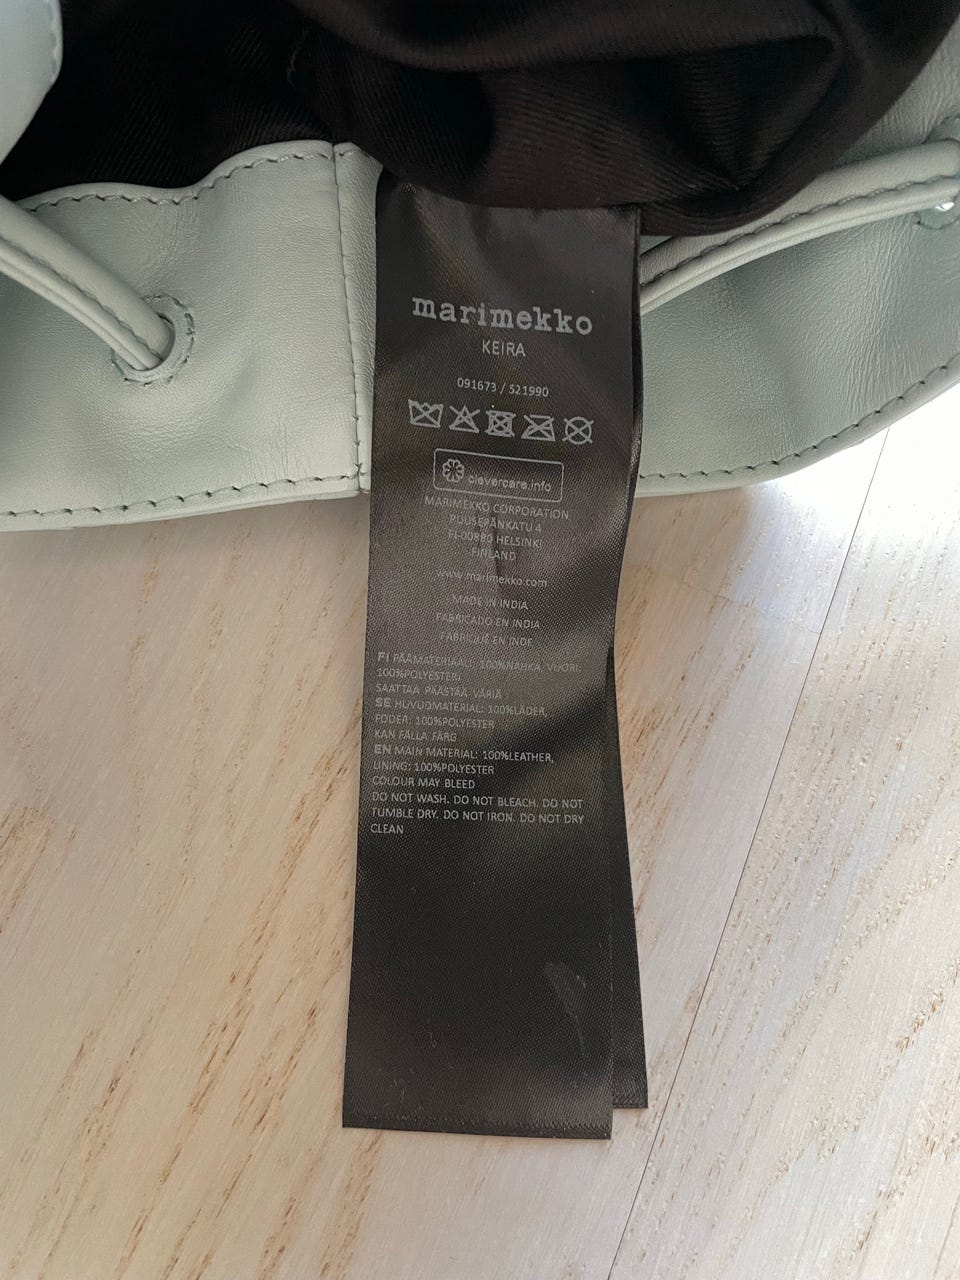 marimekko
KEIRA
091673 / 521990
clevercare.info
MARIMEKKO CORPORATION
PUUSEPÄNKATU 4
FI-00880 HELSINKI
FINLAND
www.marimekko.com
MADE IN INDIA
FABRICADO EN INDIA
FABRIQUÉ EN INDE
FI PÄÄMATERIAALI: 100%NAHKA, VUORI:
100%POLYESTERI
SAATTAA PÄÄSTÄÄ VÄRIÄ
SE HUVUDMATERIAL: 100%LÄDER,
FODER: 100%POLYESTER
KAN FÄLLA FÄRG
EN MAIN MATERIAL: 100%LEATHER,
LINING: 100%POLYESTER
COLOUR MAY BLEED
DO NOT WASH. DO NOT BLEACH. DO NOT
TUMBLE DRY. DO NOT IRON. DO NOT DRY
CLEAN